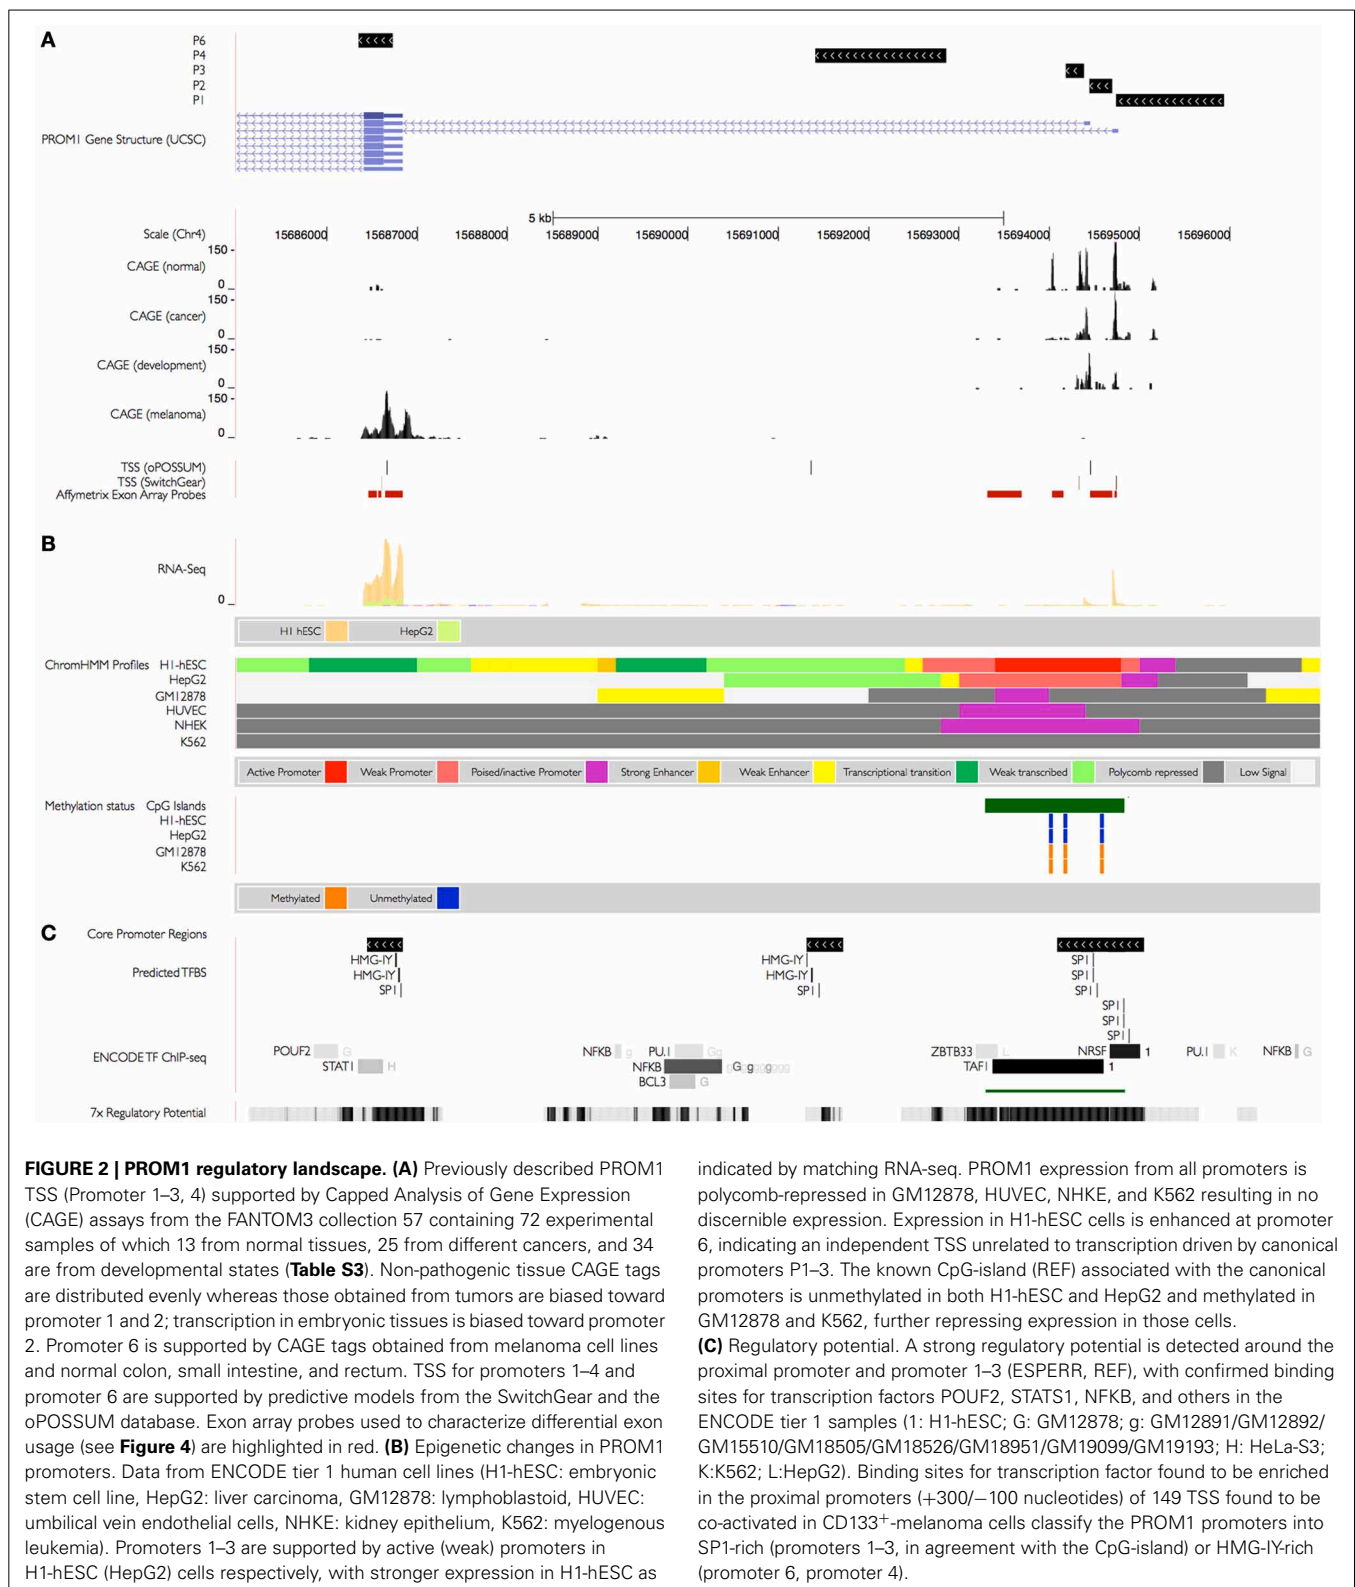 A
P6
P4
P3
P2
P1
PROM1 Gene Structure (UCSC)
5 kb
Scale (Chr4)
15686000 15687000 15688000 15689000 15690000 15691000 15692000 15693000 15694000 15695000 15696000
150
CAGE (normal)
0
150
CAGE (cancer)
0
150
CAGE (development)
0
150
CAGE (melanoma)
0
TSS (oPOSSUM)
TSS (SwitchGear)
Affymetrix Exon Array Probes
B
RNA-Seq
0
H1 hESC HepG2
ChromHMM Profiles H1-hESC
HepG2
GM12878
HUVEC
NHEK
K562
Active Promoter Weak Promoter Poised/inactive Promoter Strong Enhancer Weak Enhancer Transcriptional transition Weak transcribed Polycomb repressed Low Signal
Methylation status CpG Islands
H1-hESC
HepG2
GM12878
K562
Methylated Unmethylated
C
Core Promoter Regions
HMG-IY HMG-IY SP1
Predicted TFBS HMG-IY HMG-IY SP1
SP1 SP1 SP1
SP1
SP1
SP1
ENCODE TF ChIP-seq POUF2 G NFKB g PU.1 Gg ZBTB33 L NRSF 1 PU.1 K NFKB G
STAT1 H NFKB G g TAF1 1
BCL3 G
7x Regulatory Potential
FIGURE 2 | PROM1 regulatory landscape. (A) Previously described PROM1
TSS (Promoter 1–3, 4) supported by Capped Analysis of Gene Expression
(CAGE) assays from the FANTOM3 collection 57 containing 72 experimental
samples of which 13 from normal tissues, 25 from different cancers, and 34
are from developmental states (Table S3). Non-pathogenic tissue CAGE tags
are distributed evenly whereas those obtained from tumors are biased toward
promoter 1 and 2; transcription in embryonic tissues is biased toward promoter
2. Promoter 6 is supported by CAGE tags obtained from melanoma cell lines
and normal colon, small intestine, and rectum. TSS for promoters 1–4 and
promoter 6 are supported by predictive models from the SwitchGear and the
oPOSSUM database. Exon array probes used to characterize differential exon
usage (see Figure 4) are highlighted in red. (B) Epigenetic changes in PROM1
promoters. Data from ENCODE tier 1 human cell lines (H1-hESC: embryonic
stem cell line, HepG2: liver carcinoma, GM12878: lymphoblastoid, HUVEC:
umbilical vein endothelial cells, NHKE: kidney epithelium, K562: myelogenous
leukemia). Promoters 1–3 are supported by active (weak) promoters in
H1-hESC (HepG2) cells respectively, with stronger expression in H1-hESC as
indicated by matching RNA-seq. PROM1 expression from all promoters is
polycomb-repressed in GM12878, HUVEC, NHKE, and K562 resulting in no
discernible expression. Expression in H1-hESC cells is enhanced at promoter
6, indicating an independent TSS unrelated to transcription driven by canonical
promoters P1–3. The known CpG-island (REF) associated with the canonical
promoters is unmethylated in both H1-hESC and HepG2 and methylated in
GM12878 and K562, further repressing expression in those cells.
(C) Regulatory potential. A strong regulatory potential is detected around the
proximal promoter and promoter 1–3 (ESPERR, REF), with confirmed binding
sites for transcription factors POUF2, STATS1, NFKB, and others in the
ENCODE tier 1 samples (1: H1-hESC; G: GM12878; g: GM12891/GM12892/
GM15510/GM18505/GM18526/GM18951/GM19099/GM19193; H: HeLa-S3;
K:K562; L:HepG2). Binding sites for transcription factor found to be enriched
in the proximal promoters (+300/−100 nucleotides) of 149 TSS found to be
co-activated in CD133+-melanoma cells classify the PROM1 promoters into
SP1-rich (promoters 1–3, in agreement with the CpG-island) or HMG-IY-rich
(promoter 6, promoter 4).